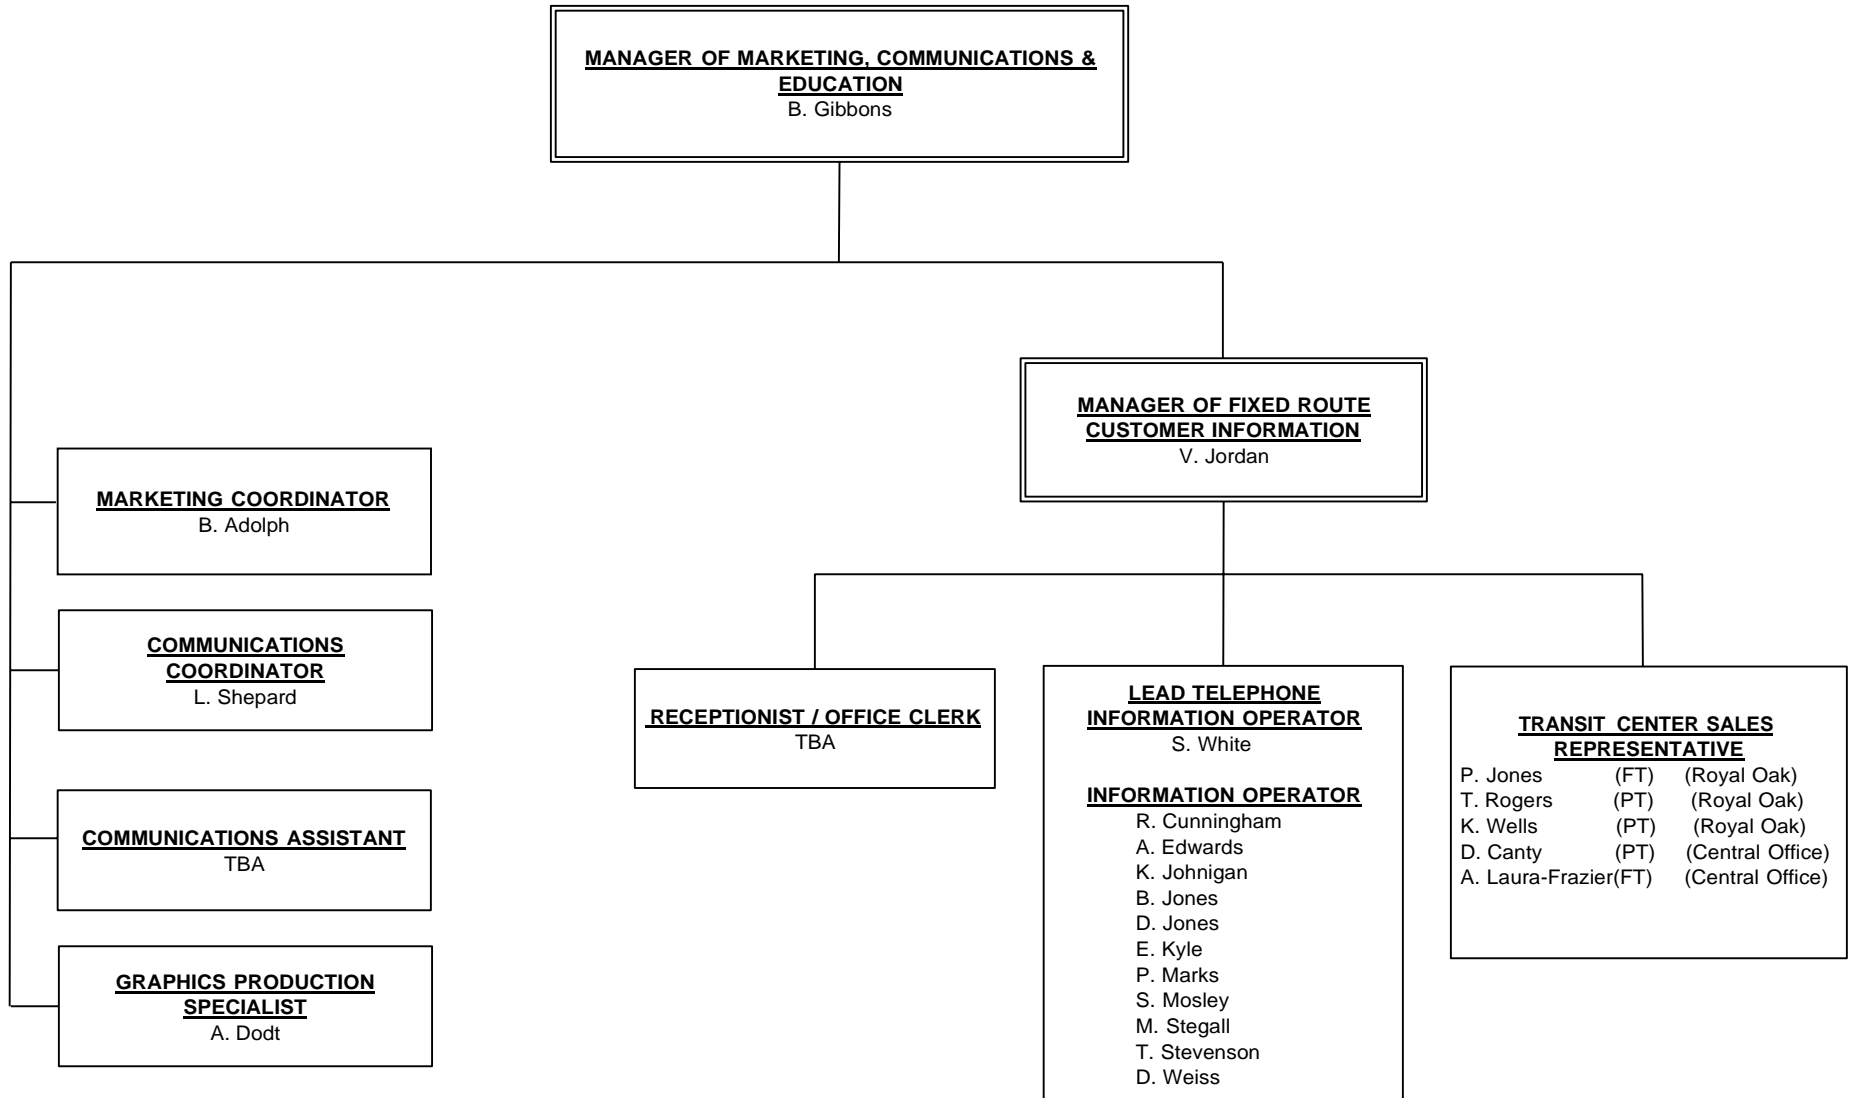 MANAGER OF MARKETING, COMMUNICATIONS &
EDUCATION
B. Gibbons
MANAGER OF FIXED ROUTE
CUSTOMER INFORMATION
V. Jordan
MARKETING COORDINATOR
B. Adolph
COMMUNICATIONS
COORDINATOR
L. Shepard
COMMUNICATIONS ASSISTANT
TBA
GRAPHICS PRODUCTION
SPECIALIST
A. Dodt
RECEPTIONIST / OFFICE CLERK
TBA
LEAD TELEPHONE
INFORMATION OPERATOR
S. White
INFORMATION OPERATOR
R. Cunningham
A. Edwards
K. Johnigan
B. Jones
D. Jones
E. Kyle
P. Marks
S. Mosley
M. Stegall
T. Stevenson
D. Weiss
TRANSIT CENTER SALES
REPRESENTATIVE
P. Jones (FT) (Royal Oak)
T. Rogers (PT) (Royal Oak)
K. Wells (PT) (Royal Oak)
D. Canty (PT) (Central Office)
A. Laura-Frazier(FT) (Central Office)